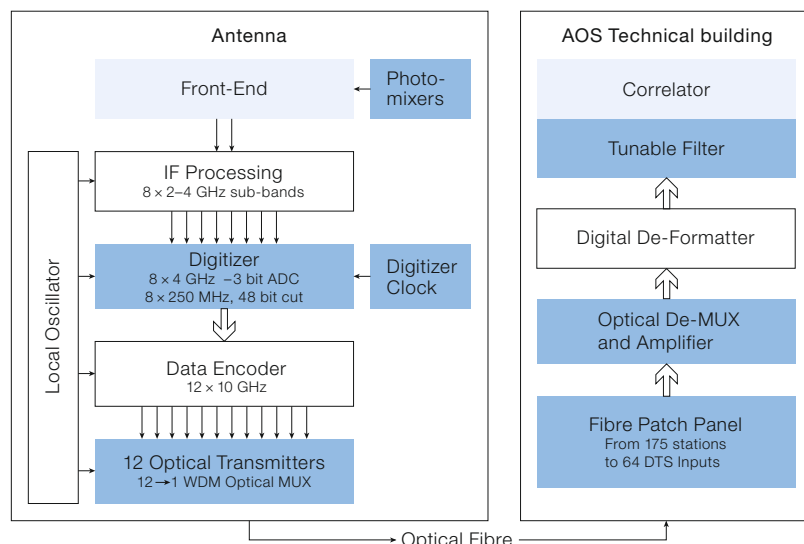 Antenna
Front-End
Photo-
mixers
IF Processing
8 × 2–4 GHz sub-bands
Digitizer
8 × 4 GHz –3 bit ADC
8 × 250 MHz, 48 bit cut
Digitizer
Clock
Local Oscillator
Data Encoder
12 × 10 GHz
12 Optical Transmitters
12→1 WDM Optical MUX
AOS Technical building
Correlator
Tunable Filter
Digital De-Formatter
Optical De-MUX
and Amplifier
Fibre Patch Panel
From 175 stations
to 64 DTS Inputs
Optical Fibre